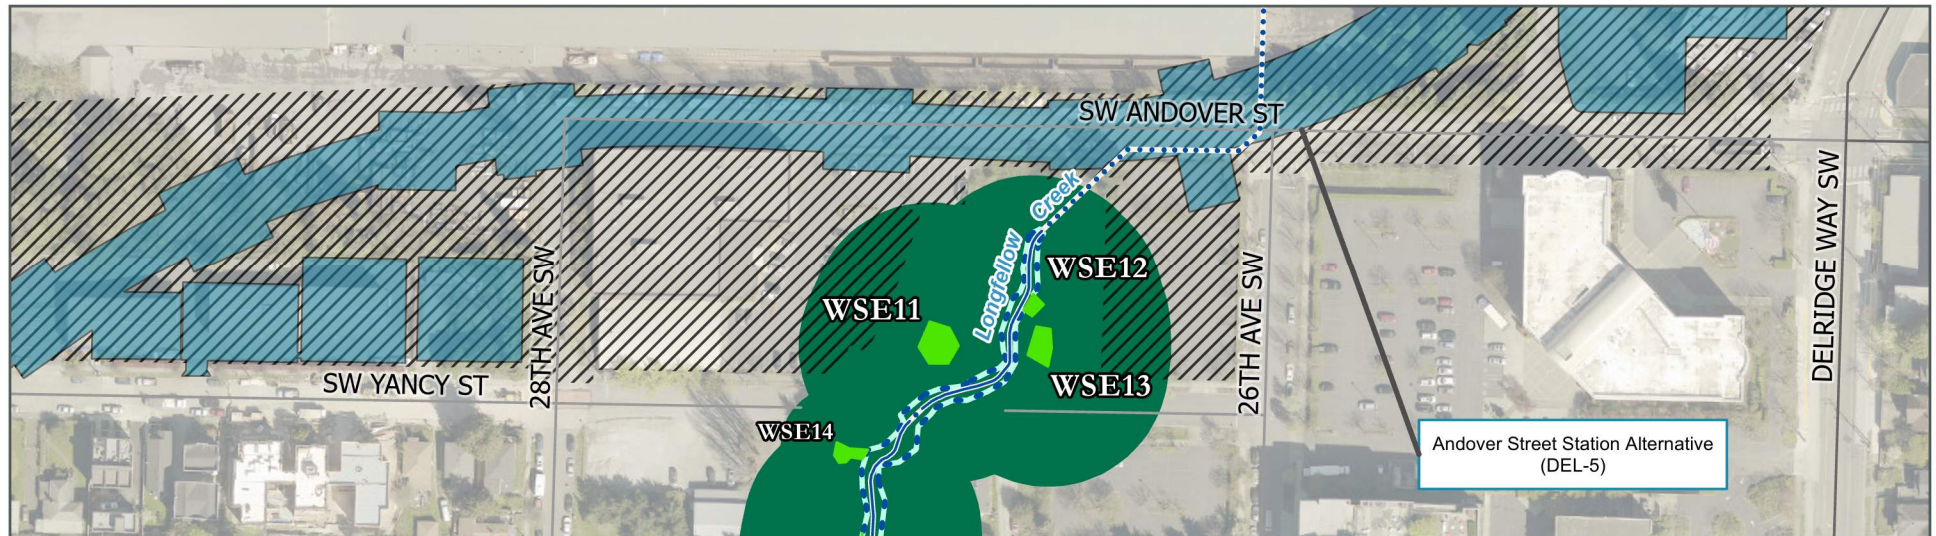 SW ANDOVER ST
Longfellow Creek
WSE12
WSE11
WSE13
WSE14
SW YANCY ST
28TH AVE SW
26TH AVE SW
DELRIDGE WAY SW
Andover Street Station Alternative
(DEL-5)